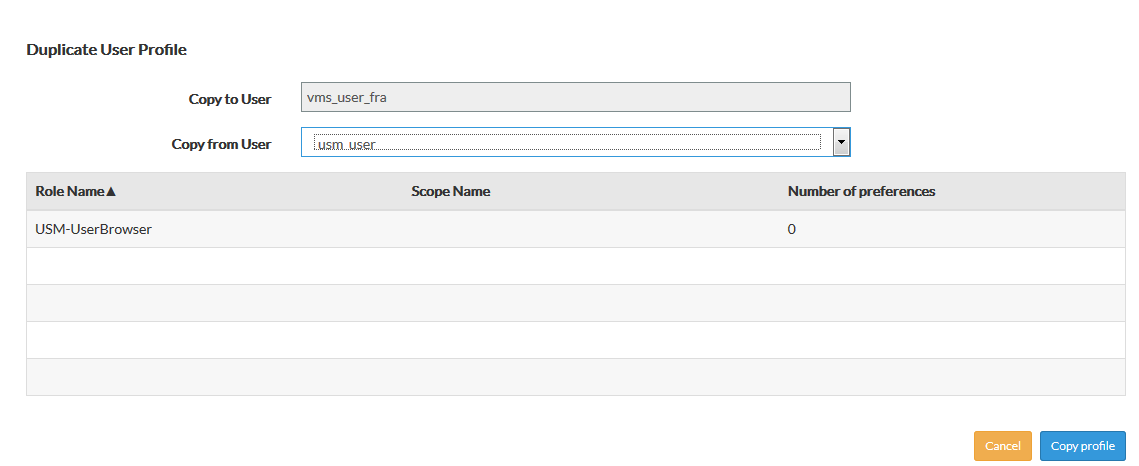 Duplicate User Profile
Copy to User vms_user_fra
Copy from User usm_user
Role Name▲ Scope Name Number of preferences
USM-UserBrowser 0
Cancel Copy profile